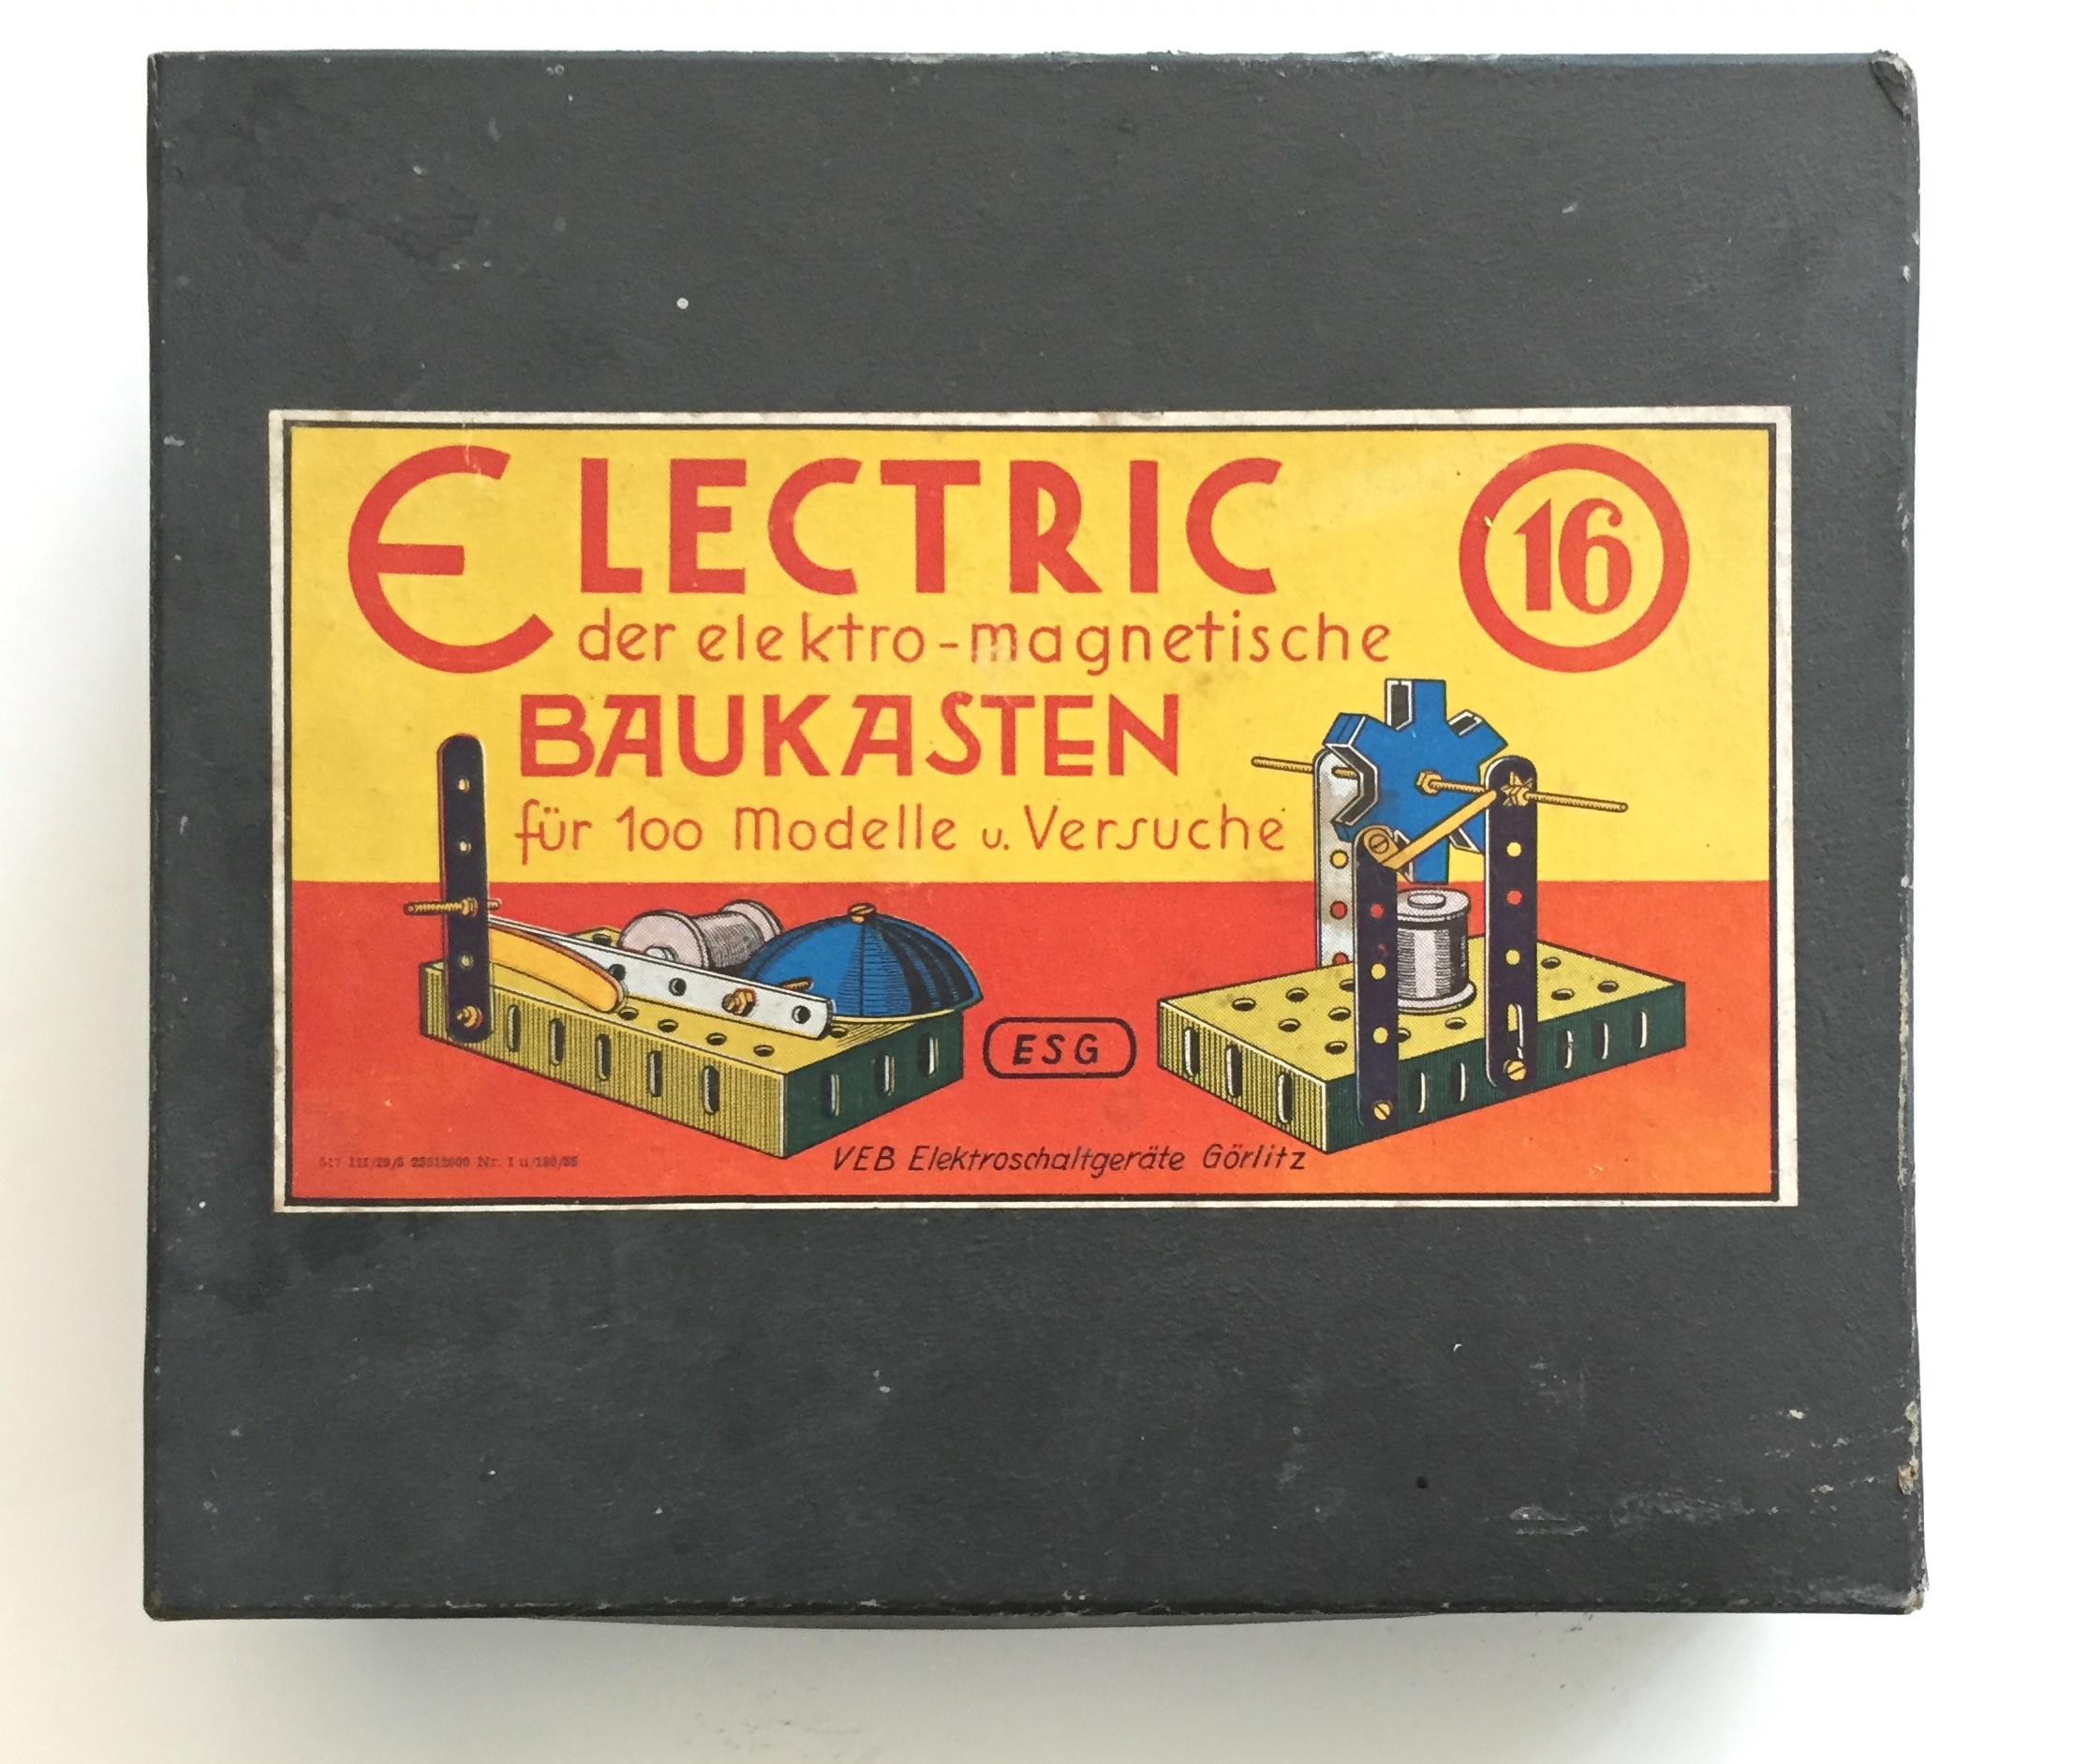 ELECTRIC
16
der elektro-magnetische
BAUKASTEN
für 100 Modelle u. Versuche
ESG
VEB Elektroschaltgeräte Görlitz